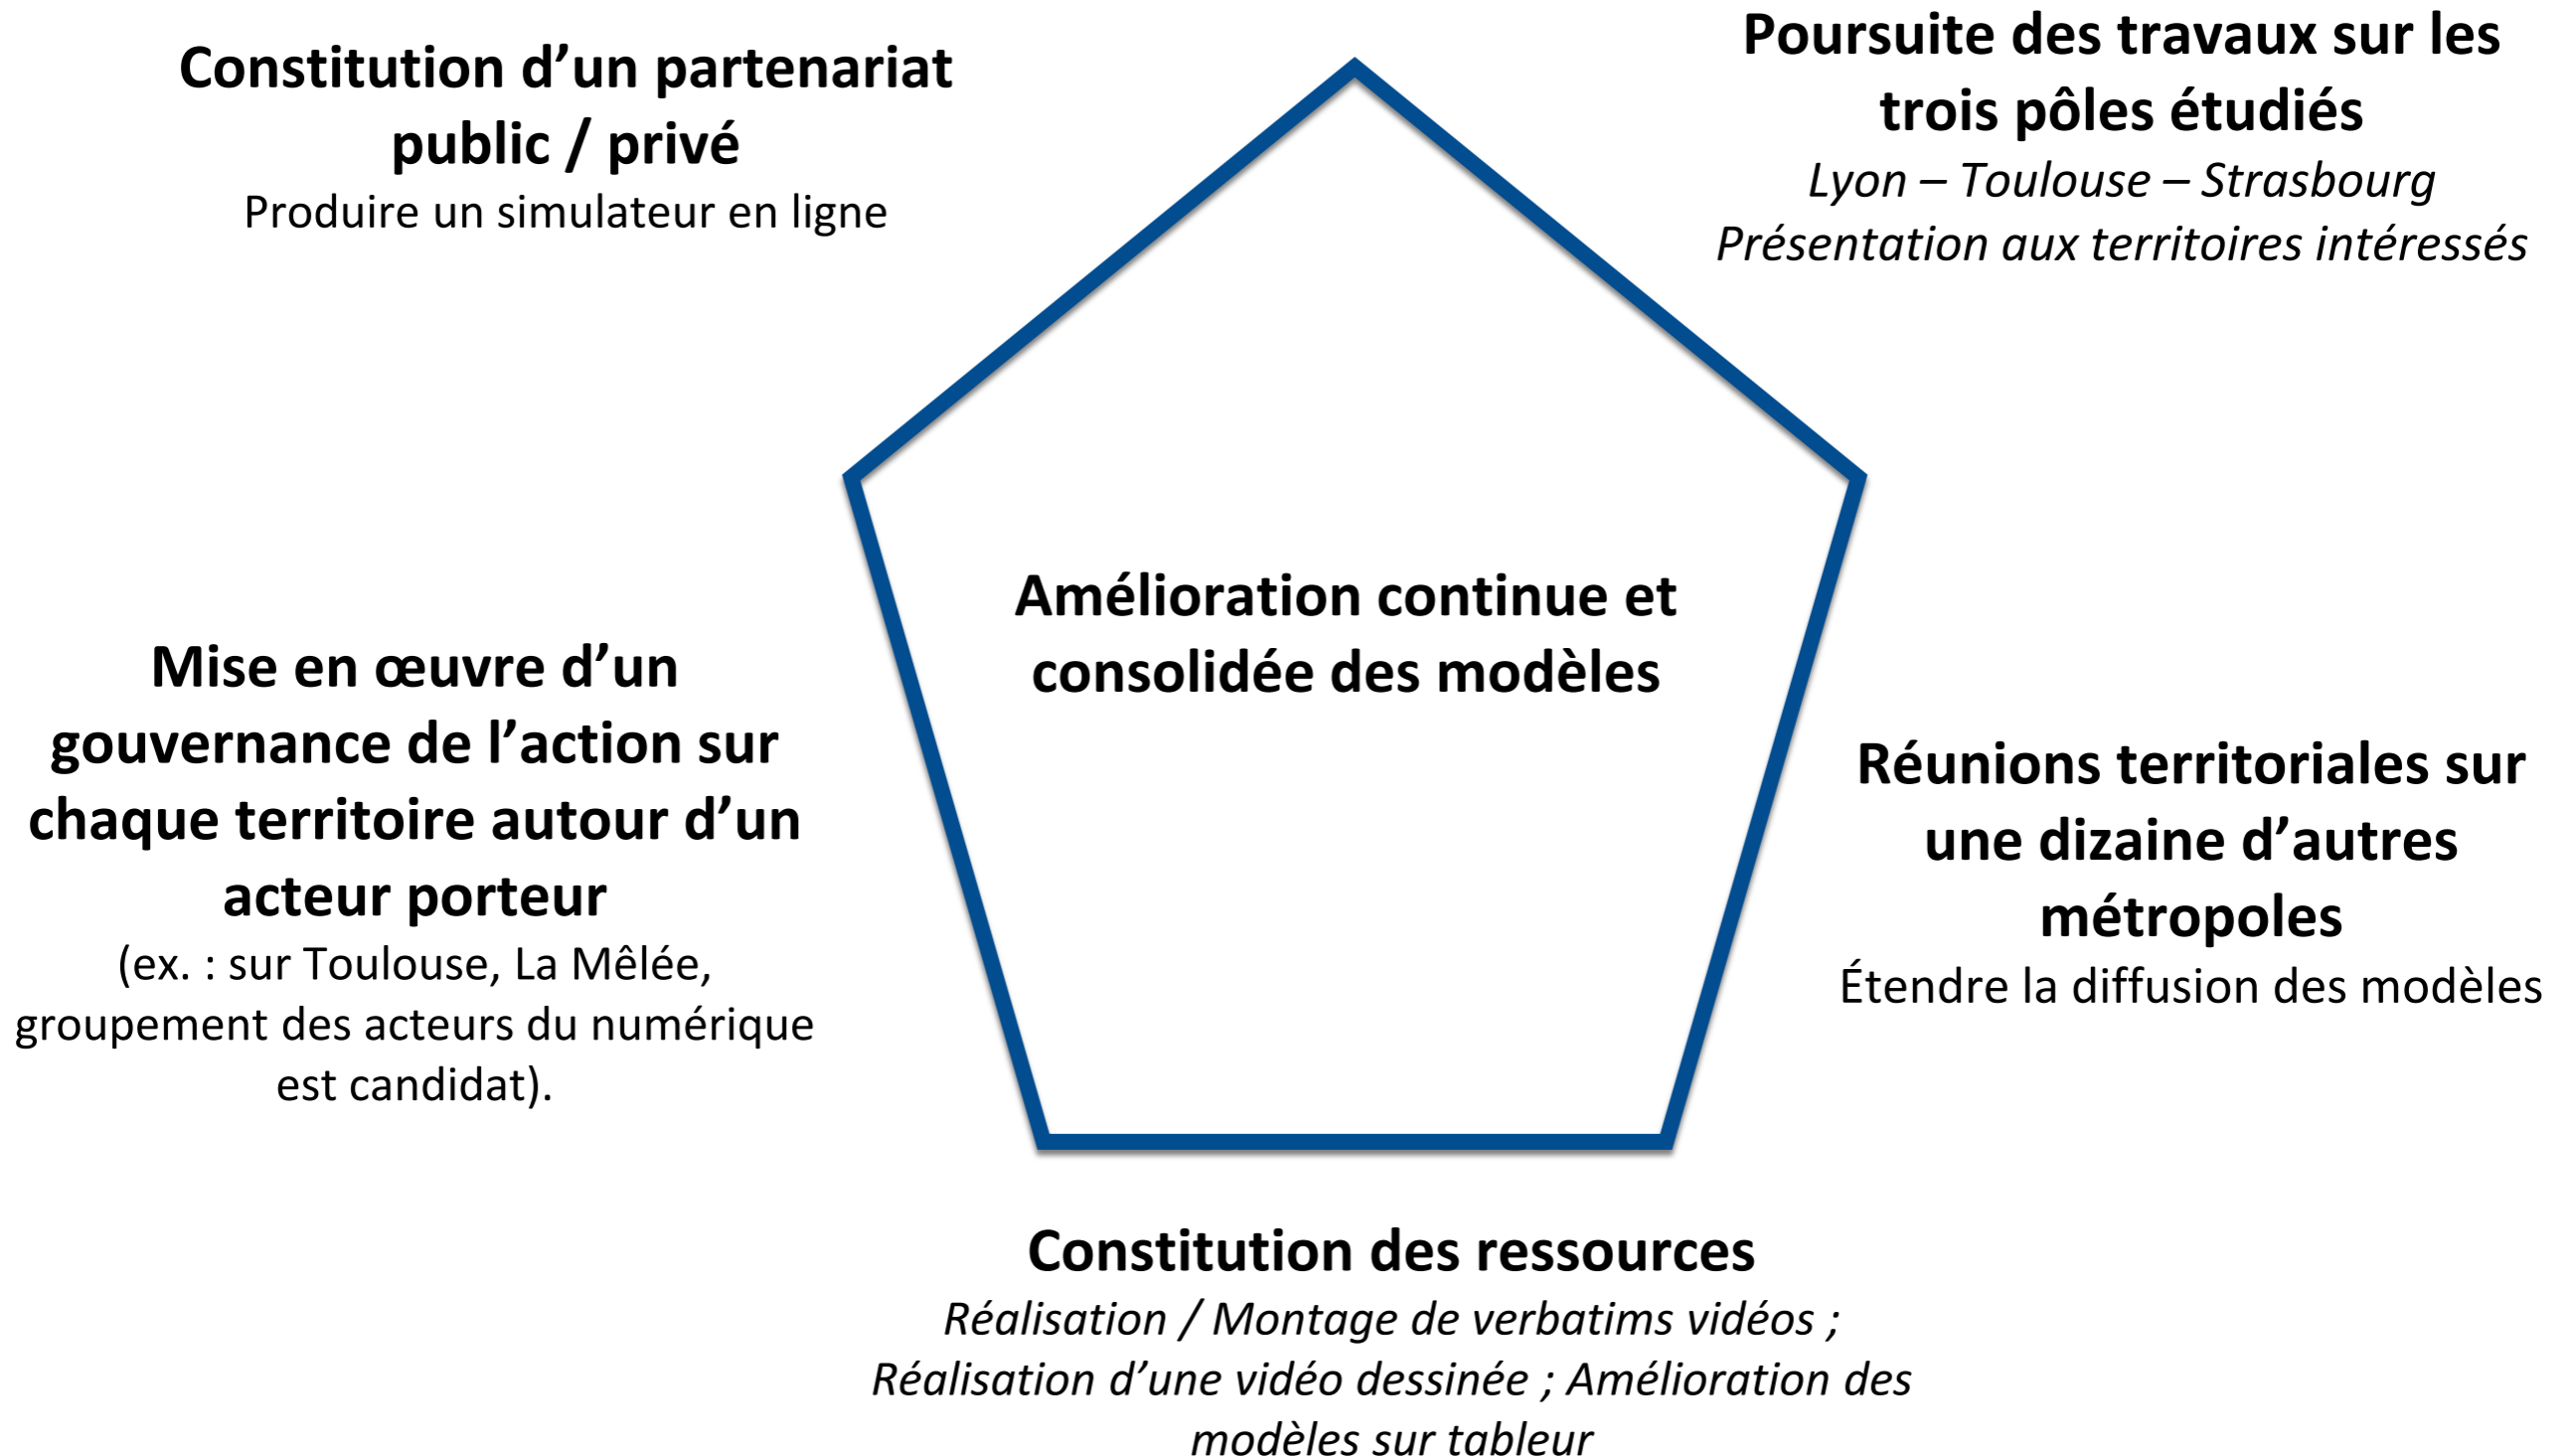 Constitution d’un partenariat
public / privé
Produire un simulateur en ligne
Poursuite des travaux sur les
trois pôles étudiés
Lyon – Toulouse – Strasbourg
Présentation aux territoires intéressés
Amélioration continue et
consolidée des modèles
Mise en œuvre d’un
gouvernance de l’action sur
chaque territoire autour d’un
acteur porteur
(ex. : sur Toulouse, La Mêlée,
groupement des acteurs du numérique
est candidat).
Réunions territoriales sur
une dizaine d’autres
métropoles
Étendre la diffusion des modèles
Constitution des ressources
Réalisation / Montage de verbatims vidéos ;
Réalisation d’une vidéo dessinée ; Amélioration des
modèles sur tableur